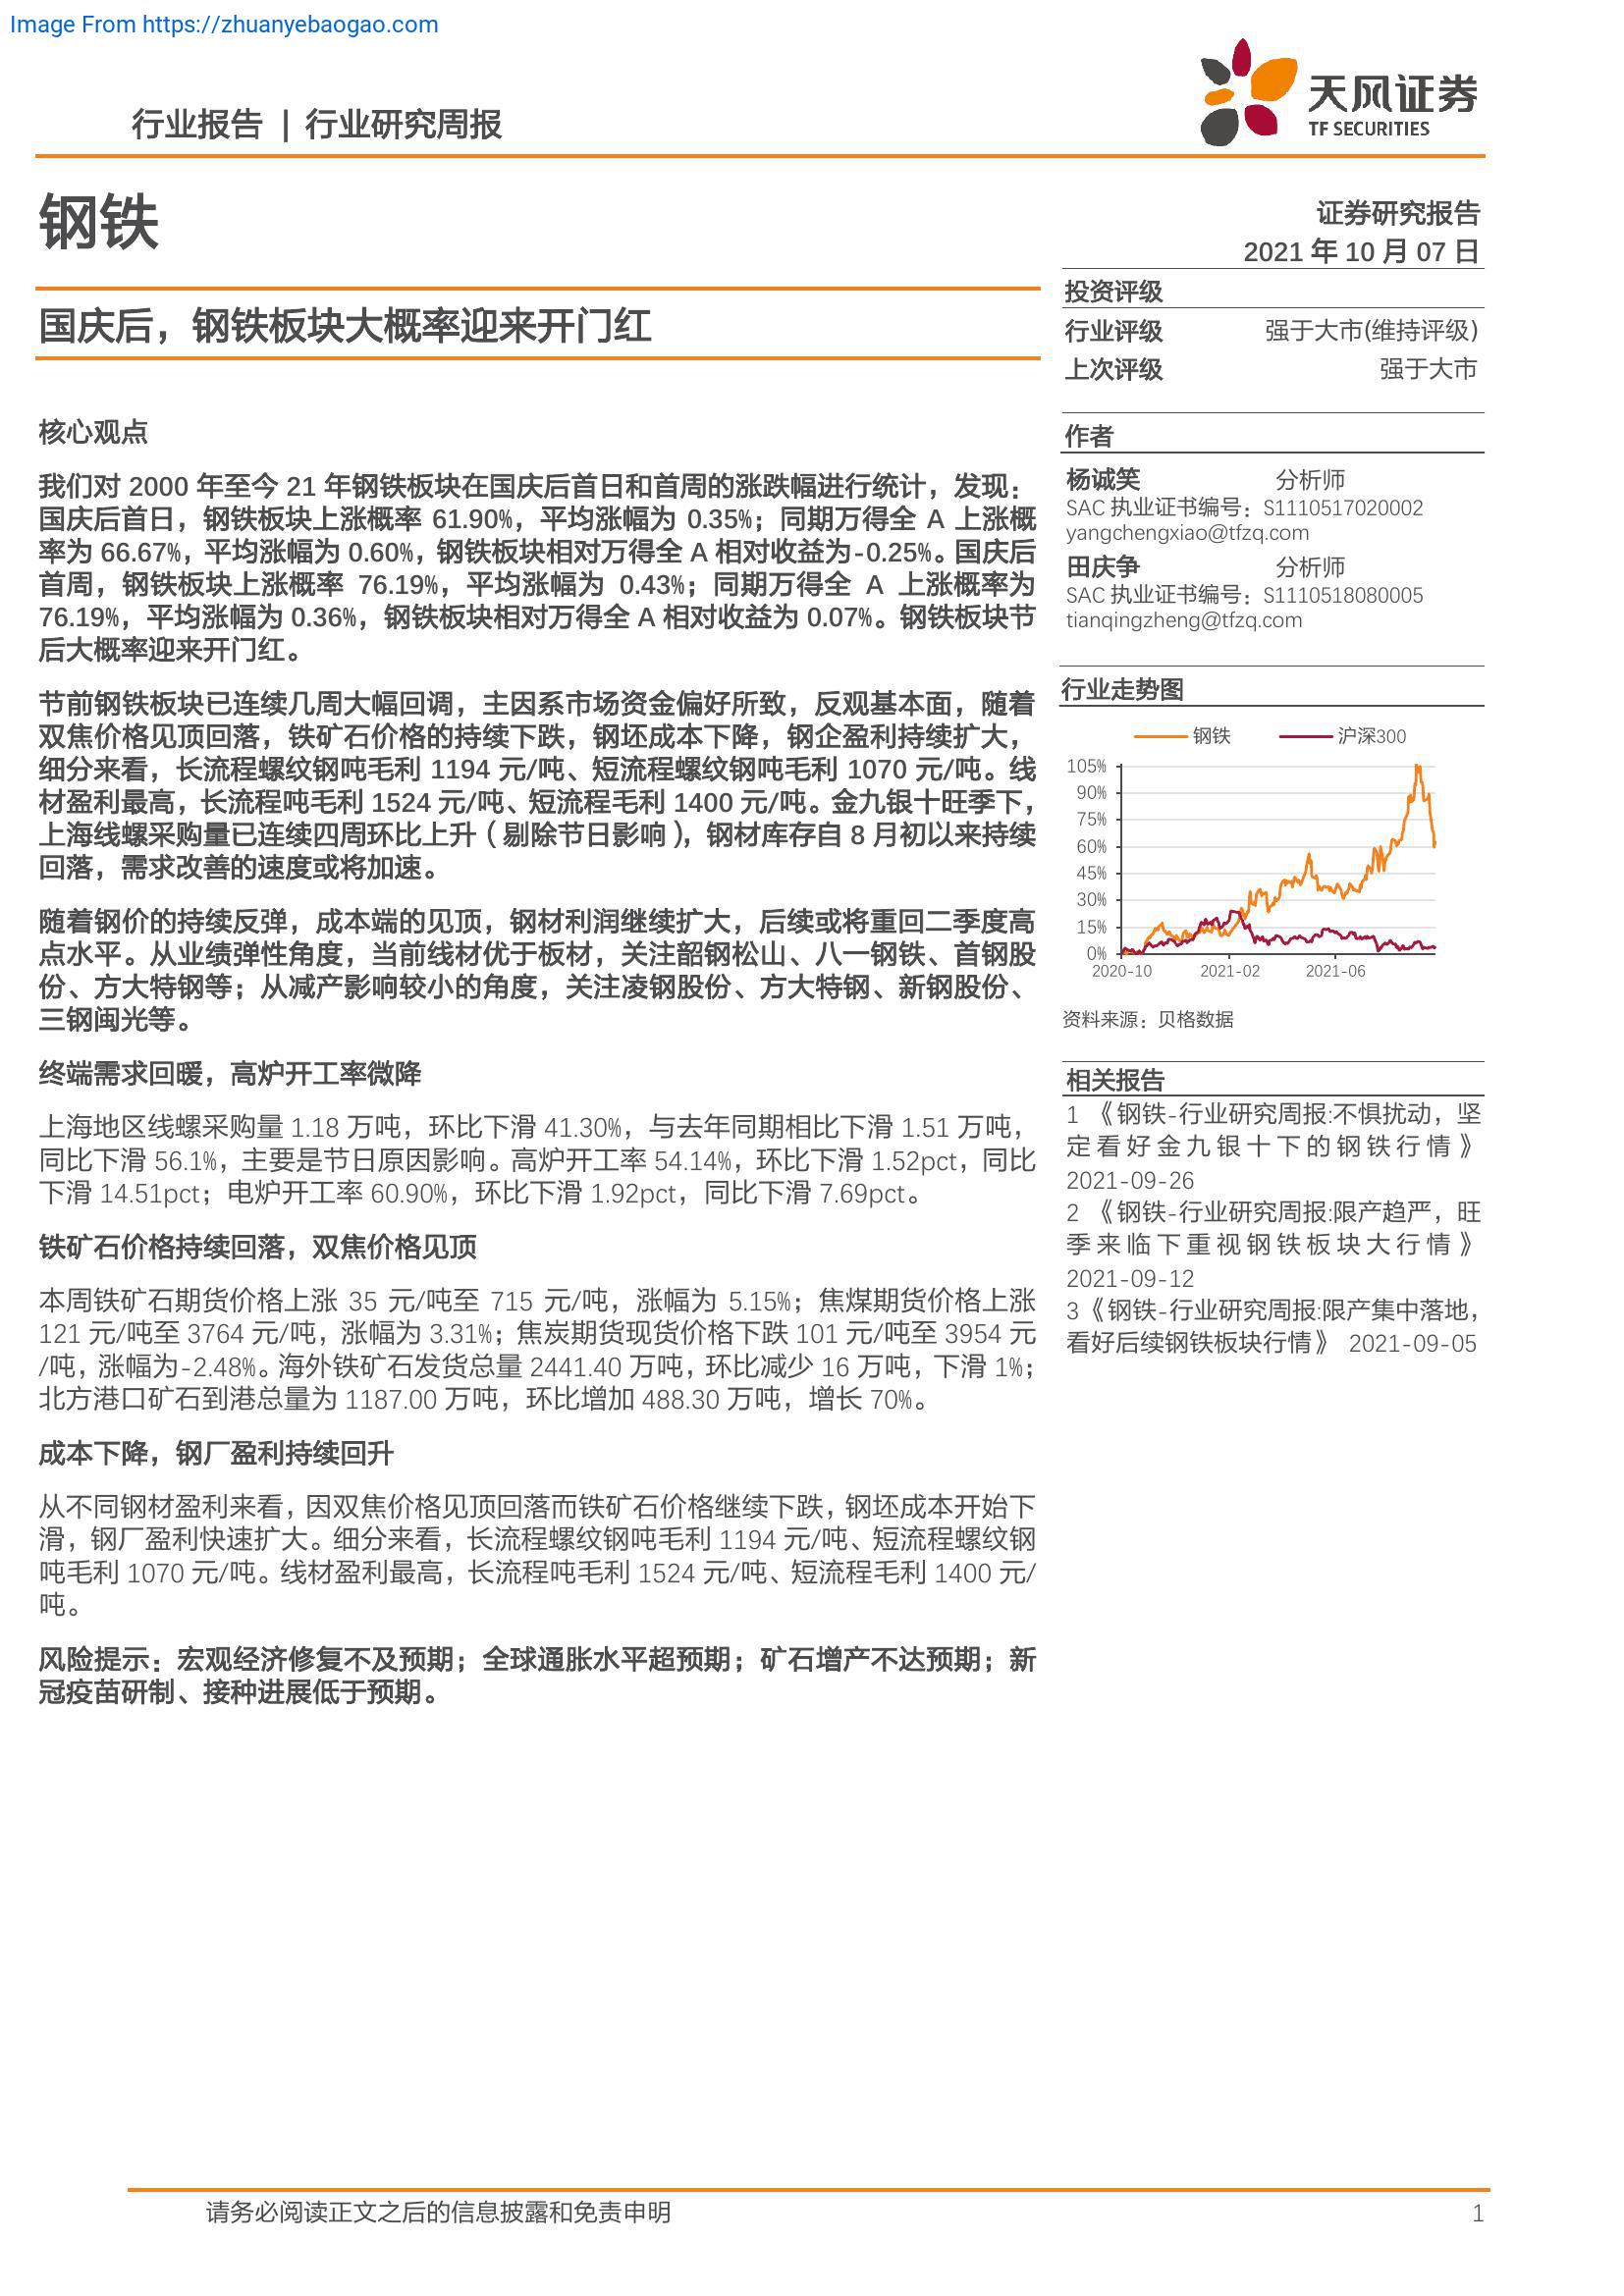 Image From https://zhuanyebaogao.com
行业报告 | 行业研究周报
天风证券
TF SECURITIES
钢铁
证券研究报告
2021 年 10 月 07 日
国庆后，钢铁板块大概率迎来开门红
核心观点
我们对 2000 年至今 21 年钢铁板块在国庆后首日和首周的涨跌幅进行统计，发现：
国庆后首日，钢铁板块上涨概率 61.90%，平均涨幅为 0.35%；同期万得全 A 上涨概
率为 66.67%，平均涨幅为 0.60%，钢铁板块相对万得全 A 相对收益为-0.25%。国庆后
首周，钢铁板块上涨概率 76.19%，平均涨幅为 0.43%；同期万得全 A 上涨概率为
76.19%，平均涨幅为 0.36%，钢铁板块相对万得全 A 相对收益为 0.07%。钢铁板块节
后大概率迎来开门红。
节前钢铁板块已连续几周大幅回调，主因系市场资金偏好所致，反观基本面，随着
双焦价格见顶回落，铁矿石价格的持续下跌，钢坯成本下降，钢企盈利持续扩大，
细分来看，长流程螺纹钢吨毛利 1194 元/吨、短流程螺纹钢吨毛利 1070 元/吨。线
材盈利最高，长流程吨毛利 1524 元/吨、短流程毛利 1400 元/吨。金九银十旺季下，
上海线螺采购量已连续四周环比上升（剔除节日影响），钢材库存自 8 月初以来持续
回落，需求改善的速度或将加速。
随着钢价的持续反弹，成本端的见顶，钢材利润继续扩大，后续或将重回二季度高
点水平。从业绩弹性角度，当前线材优于板材，关注韶钢松山、八一钢铁、首钢股
份、方大特钢等；从减产影响较小的角度，关注凌钢股份、方大特钢、新钢股份、
三钢闽光等。
终端需求回暖，高炉开工率微降
上海地区线螺采购量 1.18 万吨，环比下滑 41.30%，与去年同期相比下滑 1.51 万吨，
同比下滑 56.1%，主要是节日原因影响。高炉开工率 54.14%，环比下滑 1.52pct，同比
下滑 14.51pct；电炉开工率 60.90%，环比下滑 1.92pct，同比下滑 7.69pct。
铁矿石价格持续回落，双焦价格见顶
本周铁矿石期货价格上涨 35 元/吨至 715 元/吨，涨幅为 5.15%；焦煤期货价格上涨
121 元/吨至 3764 元/吨，涨幅为 3.31%；焦炭期货现货价格下跌 101 元/吨至 3954 元
/吨，涨幅为-2.48%。海外铁矿石发货总量 2441.40 万吨，环比减少 16 万吨，下滑 1%；
北方港口矿石到港总量为 1187.00 万吨，环比增加 488.30 万吨，增长 70%。
成本下降，钢厂盈利持续回升
从不同钢材盈利来看，因双焦价格见顶回落而铁矿石价格继续下跌，钢坯成本开始下
滑，钢厂盈利快速扩大。细分来看，长流程螺纹钢吨毛利 1194 元/吨、短流程螺纹钢
吨毛利 1070 元/吨。线材盈利最高，长流程吨毛利 1524 元/吨、短流程毛利 1400 元/
吨。
风险提示：宏观经济修复不及预期；全球通胀水平超预期；矿石增产不达预期；新
冠疫苗研制、接种进展低于预期。
投资评级
行业评级 强于大市(维持评级)
上次评级 强于大市
作者
杨诚笑 分析师
SAC 执业证书编号：S1110517020002
yangchengxiao@tfzq.com
田庆争 分析师
SAC 执业证书编号：S1110518080005
tianqingzheng@tfzq.com
行业走势图
钢铁 沪深300
105%
90%
75%
60%
45%
30%
15%
0%
2020-10 2021-02 2021-06
资料来源：贝格数据
相关报告
1 《钢铁-行业研究周报:不惧扰动，坚
定看好金九银十下的钢铁行情》
2021-09-26
2 《钢铁-行业研究周报:限产趋严，旺
季来临下重视钢铁板块大行情》
2021-09-12
3《钢铁-行业研究周报:限产集中落地，
看好后续钢铁板块行情》 2021-09-05
请务必阅读正文之后的信息披露和免责申明 1